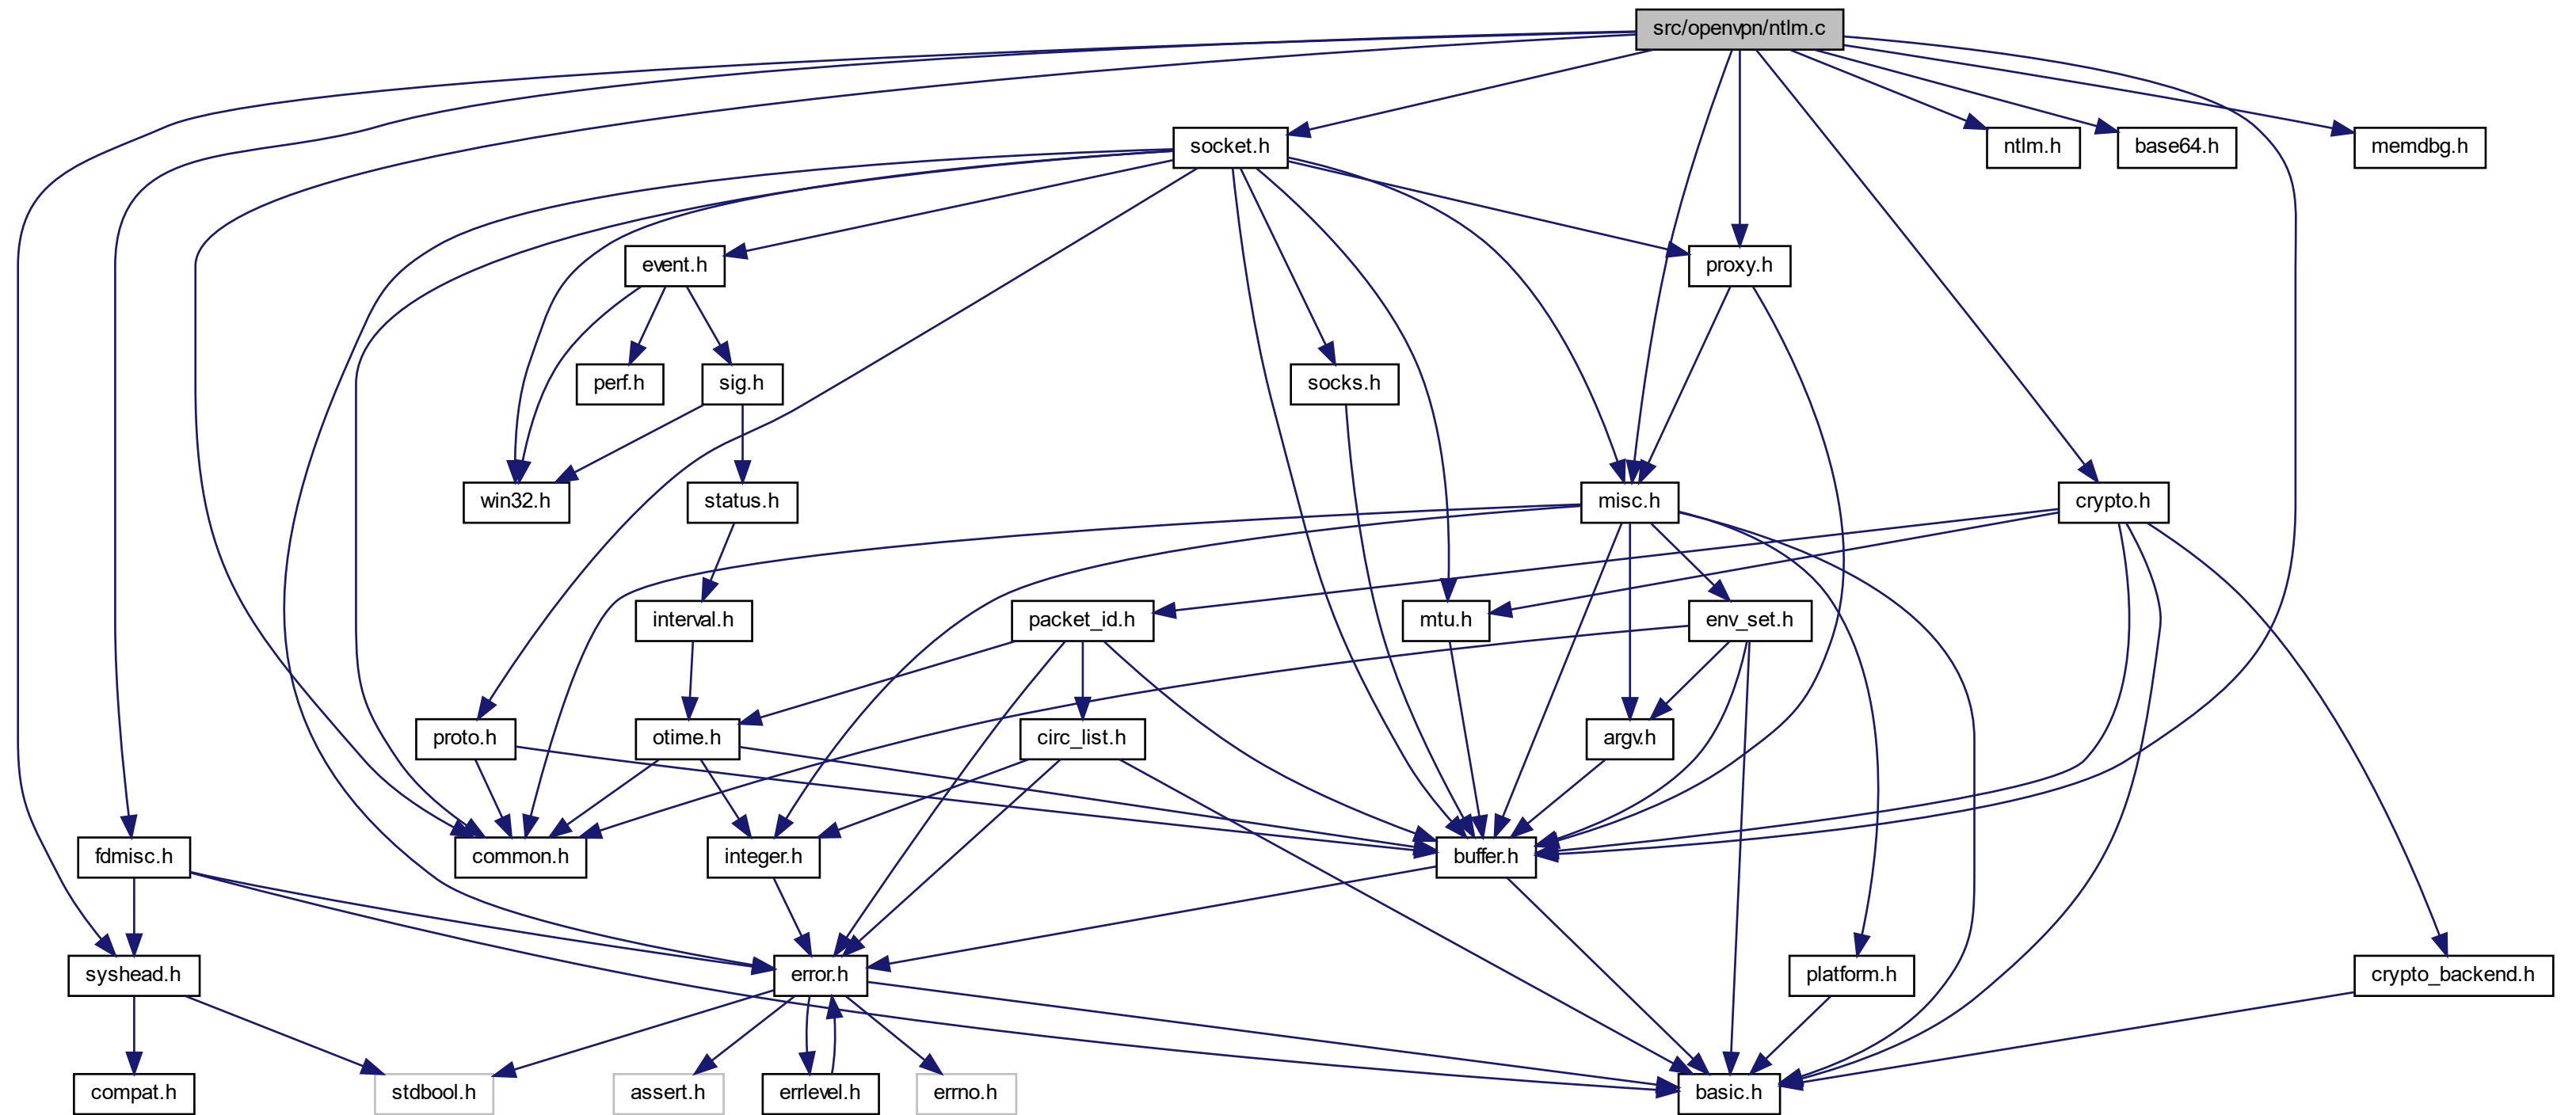 src/openvpn/ntlm.c
socket.h
ntlm.h
base64.h
memdbg.h
event.h
proxy.h
perf.h
sig.h
socks.h
win32.h
status.h
misc.h
crypto.h
interval.h
packet_id.h
mtu.h
env_set.h
proto.h
otime.h
circ_list.h
argv.h
fdmisc.h
common.h
integer.h
buffer.h
syshead.h
error.h
platform.h
crypto_backend.h
compat.h
stdbool.h
assert.h
errlevel.h
errno.h
basic.h